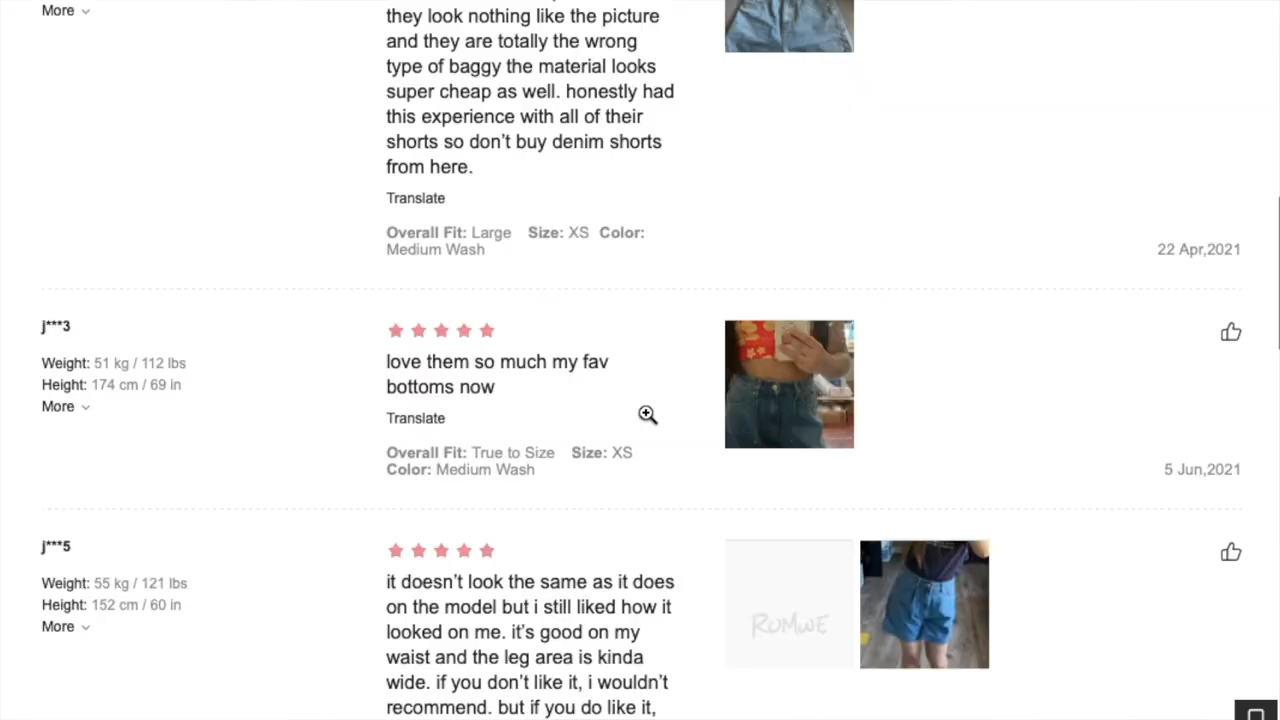 More
they look nothing like the picture
and they are totally the wrong
type of baggy the material looks
super cheap as well. honestly had
this experience with all of their
shorts so don’t buy denim shorts
from here.
Translate
Overall Fit: Large Size: XS Color:
Medium Wash
22 Apr,2021
j***3
Weight: 51 kg / 112 lbs
Height: 174 cm / 69 in
More
love them so much my fav
bottoms now
Translate
Overall Fit: True to Size Size: XS
Color: Medium Wash
5 Jun,2021
j***5
Weight: 55 kg / 121 lbs
Height: 152 cm / 60 in
More
it doesn’t look the same as it does
on the model but i still liked how it
looked on me. it’s good on my
waist and the leg area is kinda
wide. if you don’t like it, i wouldn’t
recommend. but if you do like it,
ROMWE